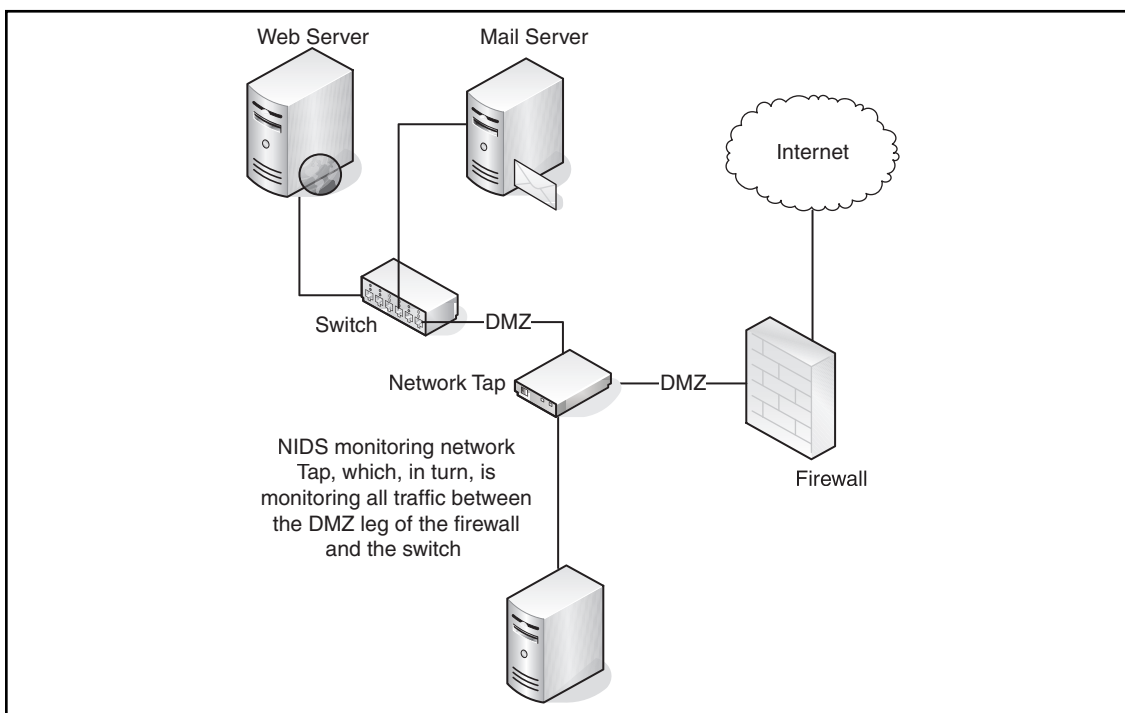 Web Server
Mail Server
Internet
Switch
DMZ
Network Tap
DMZ
Firewall
NIDS monitoring network
Tap, which, in turn, is
monitoring all traffic between
the DMZ leg of the firewall
and the switch